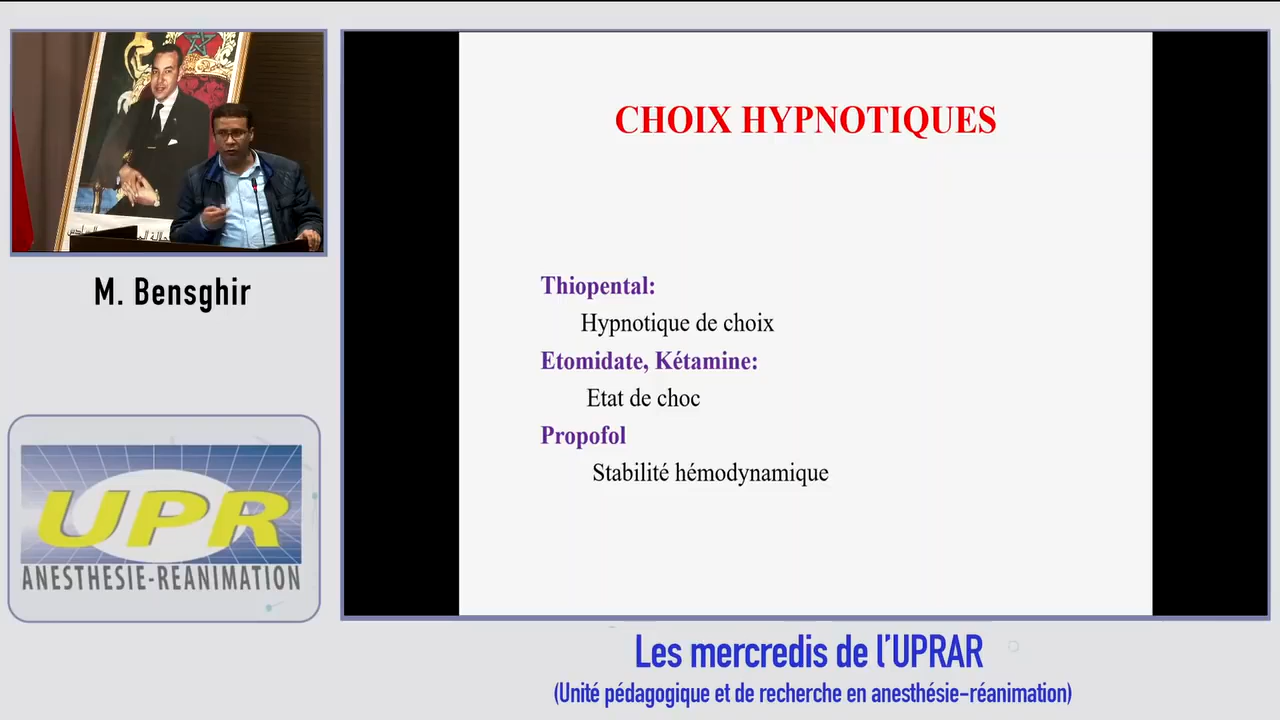 M. Bensghir
UPR
ANESTHESIE-REANIMATION
CHOIX HYPNOTIQUES
Thiopental:
Hypnotique de choix
Etomidate, Kétamine:
Etat de choc
Propofol
Stabilité hémodynamique
Les mercredis de l'UPRAR
(Unité pédagogique et de recherche en anesthésie-réanimation)